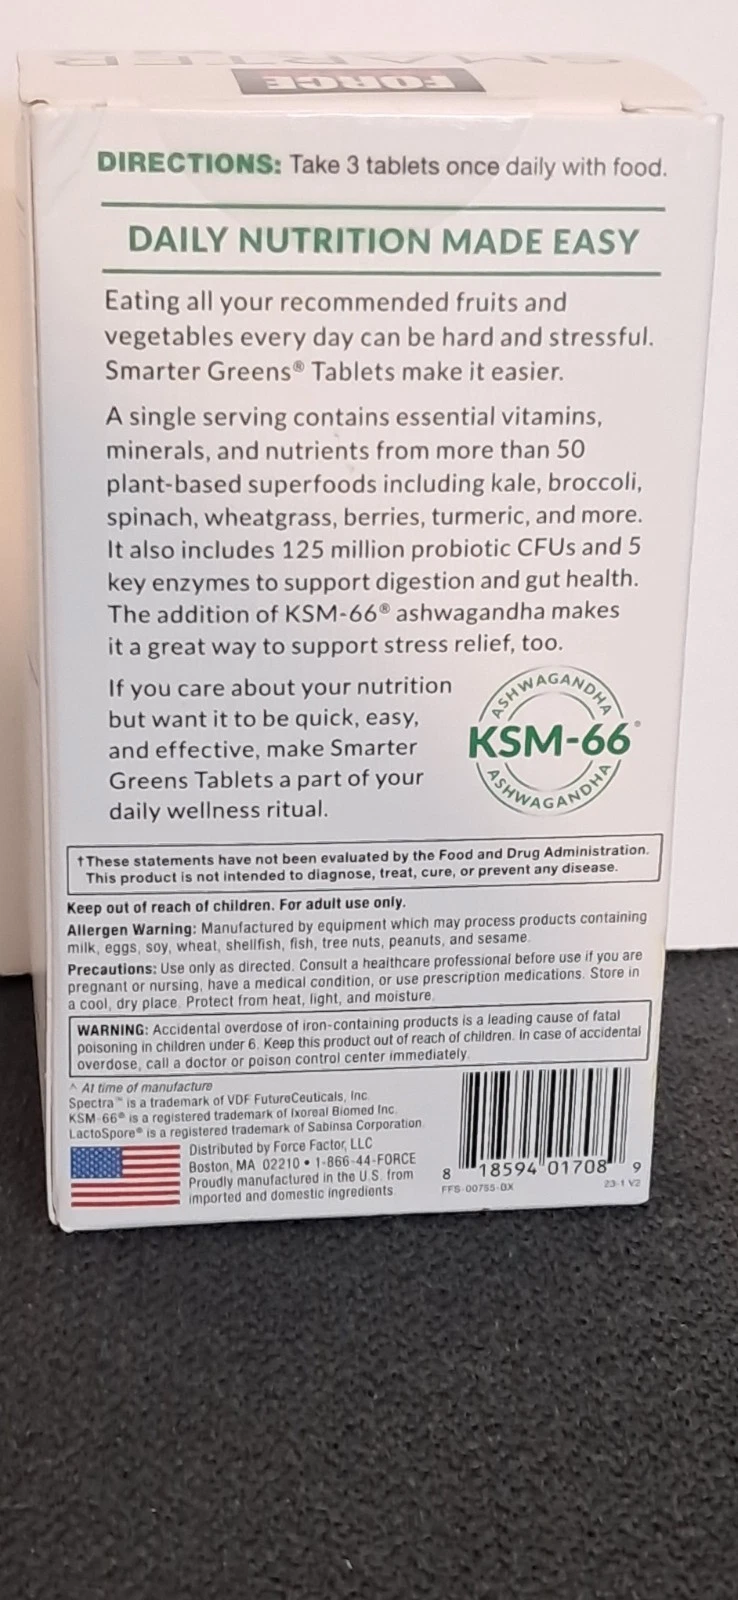 SMARTER
FORCE
DIRECTIONS: Take 3 tablets once daily with food.
DAILY NUTRITION MADE EASY
Eating all your recommended fruits and
vegetables every day can be hard and stressful.
Smarter Greens® Tablets make it easier.
A single serving contains essential vitamins,
minerals, and nutrients from more than 50
plant-based superfoods including kale, broccoli,
spinach, wheatgrass, berries, turmeric, and more.
It also includes 125 million probiotic CFUs and 5
key enzymes to support digestion and gut health.
The addition of KSM-66® ashwagandha makes
it a great way to support stress relief, too.
If you care about your nutrition
but want it to be quick, easy,
and effective, make Smarter
Greens Tablets a part of your
daily wellness ritual.
ASHWAGANDHA
KSM-66®
ASHWAGANDHA
†These statements have not been evaluated by the Food and Drug Administration.
This product is not intended to diagnose, treat, cure, or prevent any disease.
Keep out of reach of children. For adult use only.
Allergen Warning: Manufactured by equipment which may process products containing
milk, eggs, soy, wheat, shellfish, fish, tree nuts, peanuts, and sesame.
Precautions: Use only as directed. Consult a healthcare professional before use if you are
pregnant or nursing, have a medical condition, or use prescription medications. Store in
a cool, dry place. Protect from heat, light, and moisture.
WARNING: Accidental overdose of iron-containing products is a leading cause of fatal
poisoning in children under 6. Keep this product out of reach of children. In case of accidental
overdose, call a doctor or poison control center immediately.
^ At time of manufacture
Spectra™ is a trademark of VDF FutureCeuticals, Inc.
KSM-66® is a registered trademark of Ixoreal Biomed Inc.
LactoSpore® is a registered trademark of Sabinsa Corporation.
Distributed by Force Factor, LLC
Boston, MA 02210 • 1-866-44-FORCE
Proudly manufactured in the U.S. from
imported and domestic ingredients.
8 18594 01708 9
FFS-00755-BX
23-1 V2